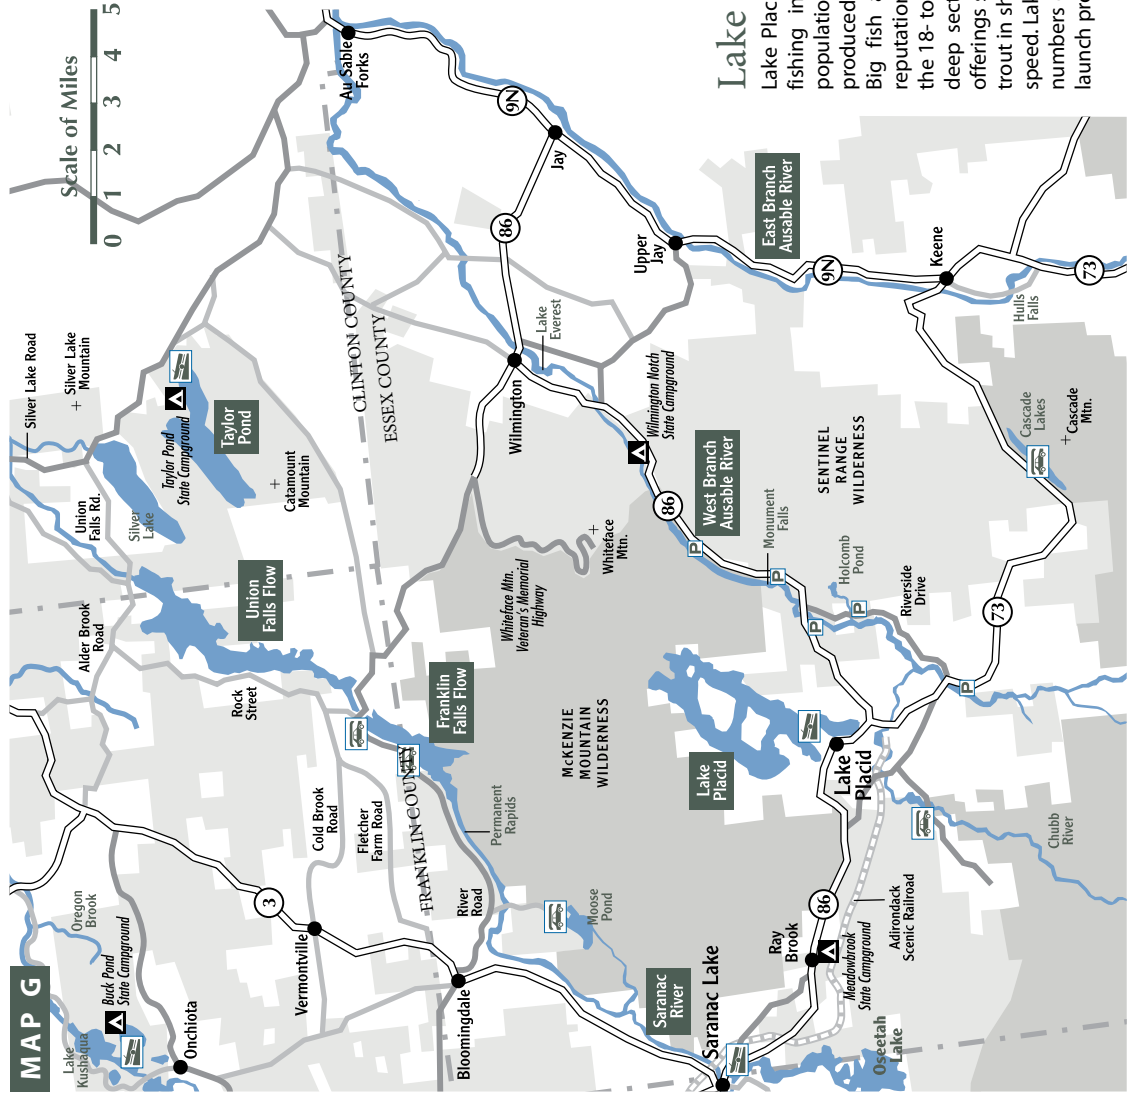 MAP G
Scale of Miles
0 1 2 3 4 5
Lake
Kushaqua
Buck Pond
State Campground
Oregon
Brook
Onchiota
Alder Brook
Road
Union
Falls Rd.
Silver Lake Road
Silver Lake
Mountain
Silver
Lake
Taylor Pond
State Campground
Taylor
Pond
Catamount
Mountain
Union
Falls Flow
Rock
Street
3
Vermontville
Cold Brook
Road
Fletcher
Farm Road
FRANKLIN COUNTY
CLINTON COUNTY
ESSEX COUNTY
Au Sable
Forks
Franklin
Falls Flow
River
Road
Bloomingdale
Permanent
Rapids
Whiteface Mtn.
Veteran's Memorial
Highway
Wilmington
86
9N
Jay
Lake
Everest
Whiteface
Mtn.
McKENZIE
MOUNTAIN
WILDERNESS
Moose
Pond
Saranac
River
Wilmington Notch
State Campground
86
Upper
Jay
West Branch
Ausable River
Lake
Placid
Saranac Lake
P
Monument
Falls
P
East Branch
Ausable River
Ray
Brook
86
Meadowbrook
State Campground
P
SENTINEL
RANGE
WILDERNESS
9N
Holcomb
Pond
P
Lake
Placid
Oseetah
Lake
Adirondack
Scenic Railroad
Riverside
Drive
Keene
P
73
Cascade
Lakes
Cascade
Mtn.
Hulls
Falls
Chubb
River
73
Lake
Lake Plac
fishing in
population
produced
Big fish a
reputation
the 18- to
deep sect
offerings s
trout in sh
speed. Lak
numbers
launch pro